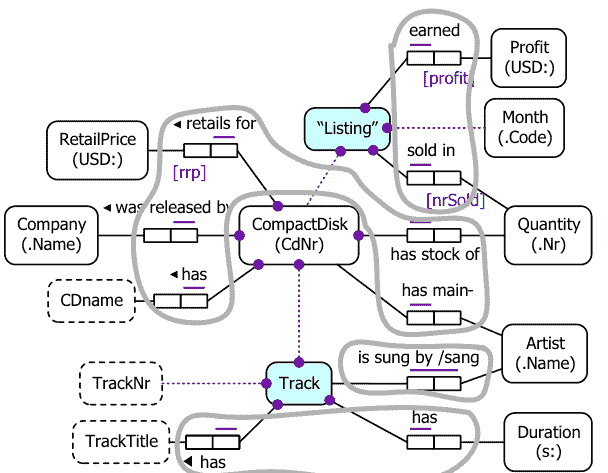 earned
Profit
(USD:)
[profit]
"Listing"
Month
(.Code)
◄ retails for
RetailPrice
(USD:)
[rrp]
sold in
[nrSold]
◄ was released by
Company
(.Name)
CompactDisk
(CdNr)
Quantity
(.Nr)
has stock of
◄ has
CDname
has main-
Artist
(.Name)
is sung by /sang
TrackNr
Track
has
TrackTitle
◄ has
Duration
(s:)